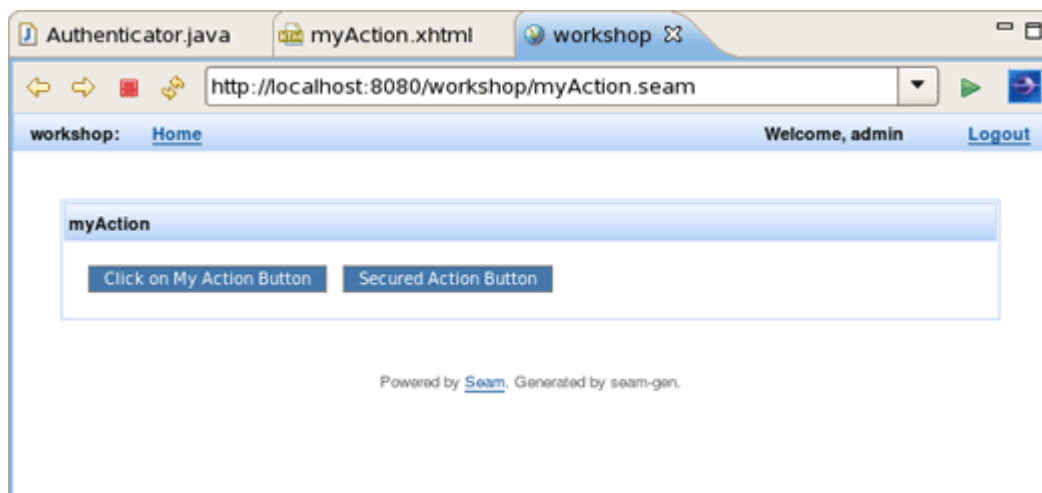 Authenticator.java myAction.xhtml workshop
http://localhost:8080/workshop/myAction.seam
workshop: Home Welcome, admin Logout
myAction
Click on My Action Button Secured Action Button
Powered by Seam. Generated by seam-gen.